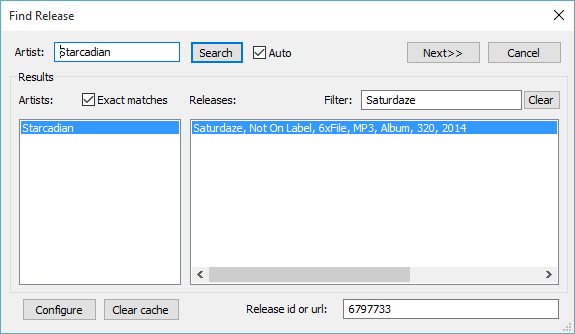 Find Release
Artist: Starcadian Search Auto Next>> Cancel
Results
Artists: Exact matches Releases: Filter: Saturdaze Clear
Starcadian Saturdaze, Not On Label, 6xFile, MP3, Album, 320, 2014
Configure Clear cache Release id or url: 6797733